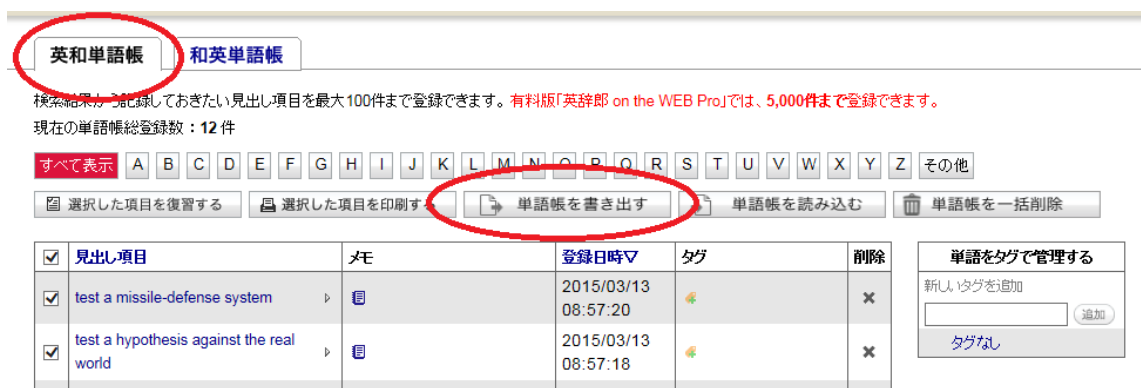 英和単語帳 和英単語帳
検索結果から記録しておきたい見出し項目を最大100件まで登録できます。有料版「英辞郎 on the WEB Pro」では、5,000件まで登録できます。
現在の単語帳総登録数：12 件
すべて表示 A B C D E F G H I J K L M N O P Q R S T U V W X Y Z その他
選択した項目を復習する 選択した項目を印刷する 単語帳を書き出す 単語帳を読み込む 単語帳を一括削除
見出し項目 メモ 登録日時▽ タグ 削除
test a missile-defense system 2015/03/13
08:57:20
test a hypothesis against the real
world 2015/03/13
08:57:18
単語をタグで管理する
新しいタグを追加
追加
タグなし